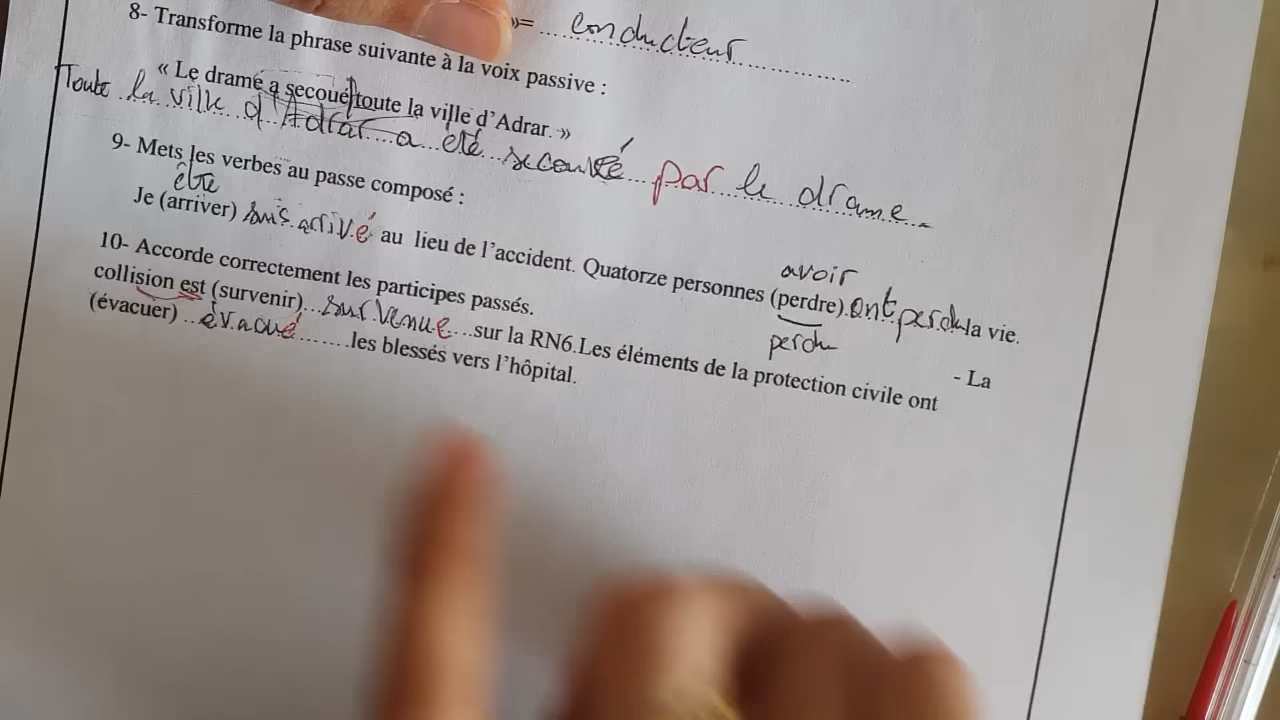 »= conducteur
8- Transforme la phrase suivante à la voix passive :
« Le drame a secoué toute la ville d'Adrar. »
Toute la ville d'Adrar a été secouée par le drame
9- Mets les verbes au passe composé :
être
avoir
Je (arriver) suis arrivé au lieu de l'accident. Quatorze personnes (perdre) ont perdu la vie.
perdu
10- Accorde correctement les participes passés. - La
collision est (survenir) survenue sur la RN6.Les éléments de la protection civile ont
(évacuer) évacué les blessés vers l'hôpital.